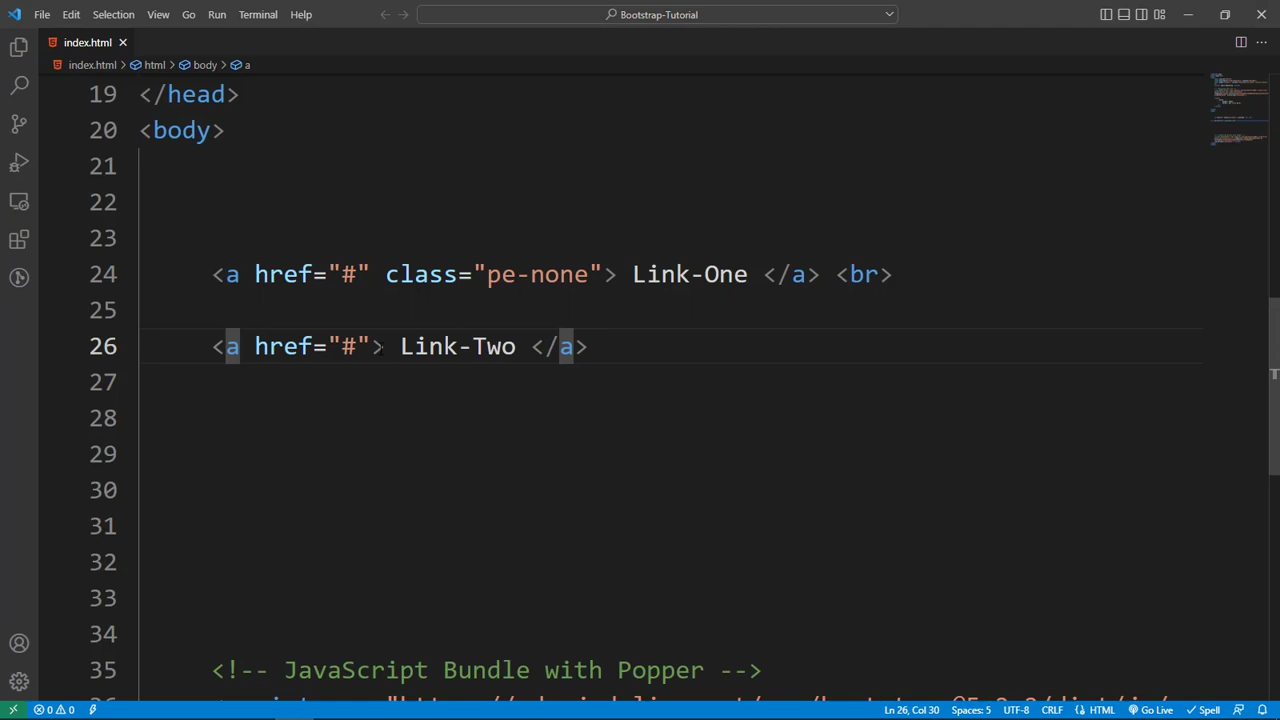 File Edit Selection View Go Run Terminal Help Bootstrap-Tutorial
index.html
index.html html body a
19 </head>
20 <body>
21
22
23
24 <a href="#" class="pe-none"> Link-One </a> <br>
25
26 <a href="#"> Link-Two </a>
27
28
29
30
31
32
33
34
35 <!-- JavaScript Bundle with Popper -->
0 0 Ln 26, Col 30 Spaces: 5 UTF-8 CRLF HTML Go Live Spell